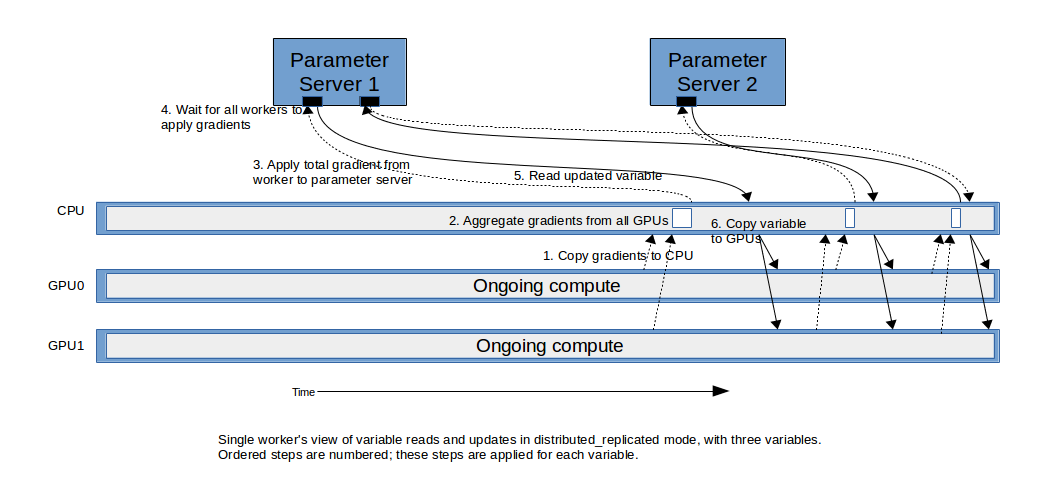 Parameter
Server 1
Parameter
Server 2
4. Wait for all workers to
apply gradients
3. Apply total gradient from
worker to parameter server
5. Read updated variable
CPU
2. Aggregate gradients from all GPUs
6. Copy variable
to GPUs
1. Copy gradients to CPU
GPU0
Ongoing compute
GPU1
Ongoing compute
Time
Single worker's view of variable reads and updates in distributed_replicated mode, with three variables.
Ordered steps are numbered; these steps are applied for each variable.